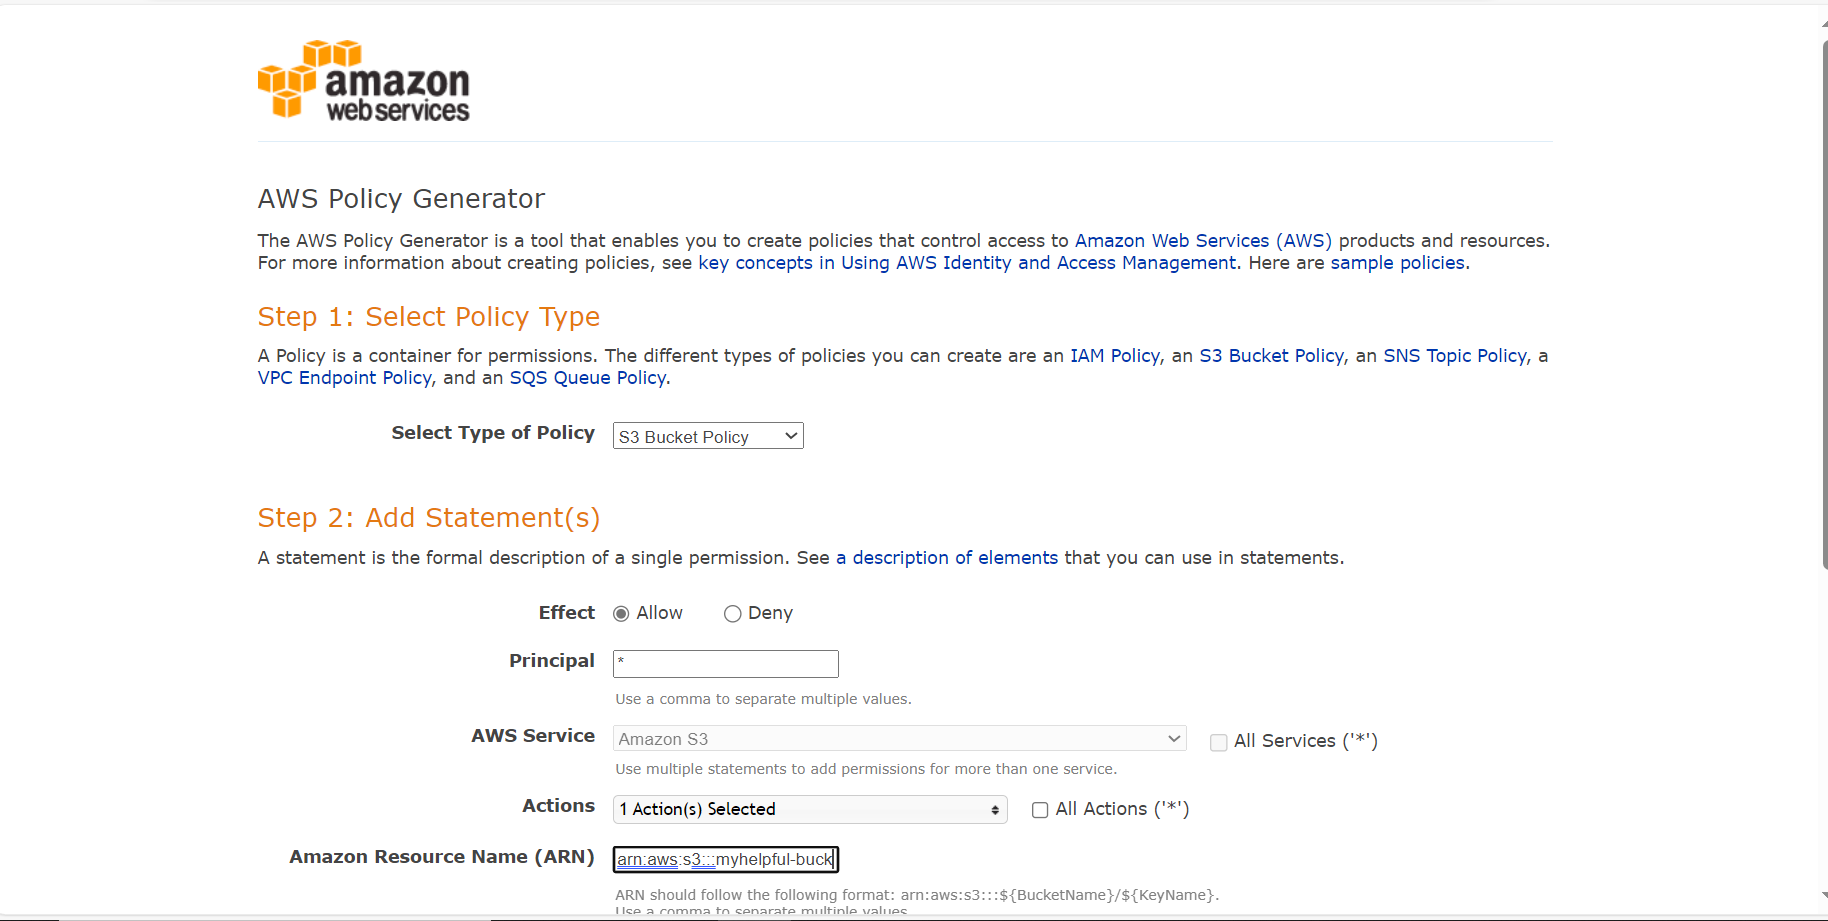 amazon
web services
AWS Policy Generator
The AWS Policy Generator is a tool that enables you to create policies that control access to Amazon Web Services (AWS) products and resources.
For more information about creating policies, see key concepts in Using AWS Identity and Access Management. Here are sample policies.
Step 1: Select Policy Type
A Policy is a container for permissions. The different types of policies you can create are an IAM Policy, an S3 Bucket Policy, an SNS Topic Policy, a
VPC Endpoint Policy, and an SQS Queue Policy.
Select Type of Policy S3 Bucket Policy
Step 2: Add Statement(s)
A statement is the formal description of a single permission. See a description of elements that you can use in statements.
Effect Allow Deny
Principal *
Use a comma to separate multiple values.
AWS Service Amazon S3 All Services ('*')
Use multiple statements to add permissions for more than one service.
Actions 1 Action(s) Selected All Actions ('*')
Amazon Resource Name (ARN) arn:aws:s3:::myhelpful-buck
ARN should follow the following format: arn:aws:s3:::${BucketName}/${KeyName}.
Use a comma to separate multiple values.